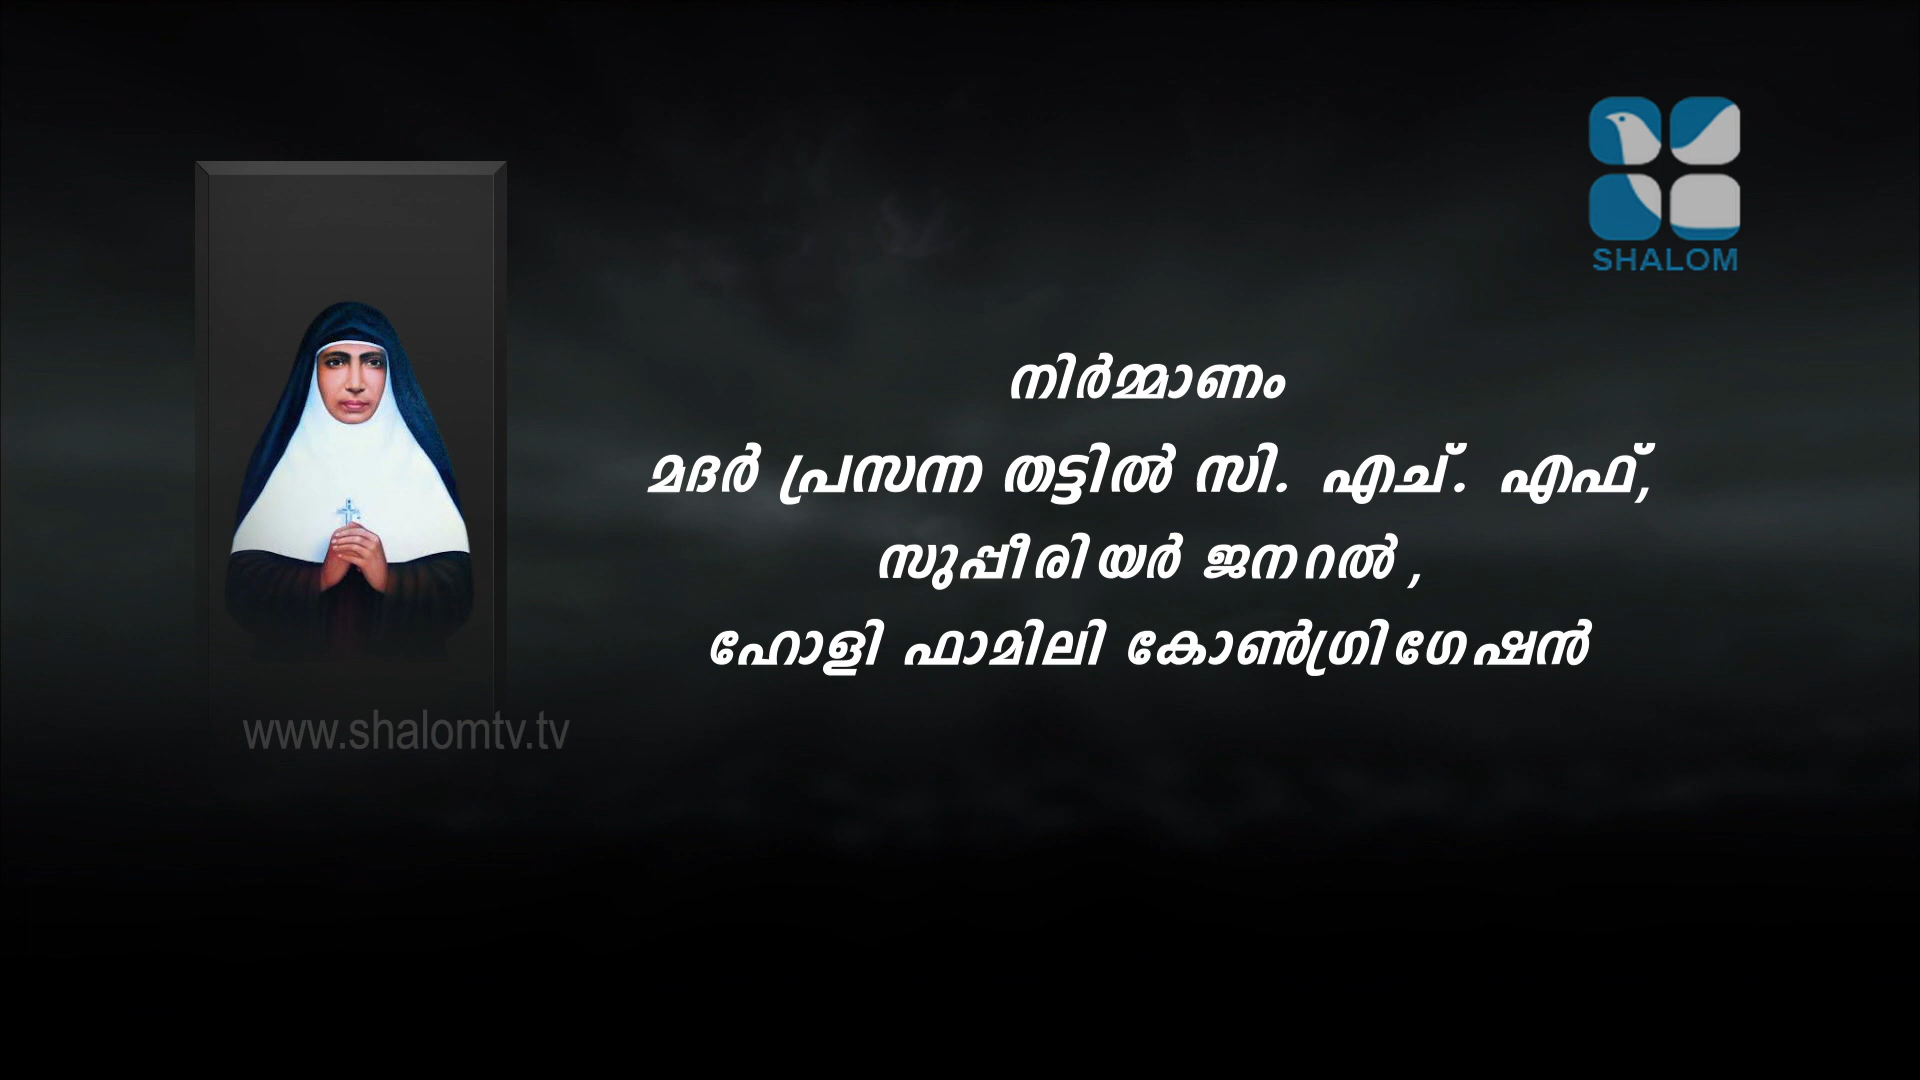 SHALOM
നിർമ്മാണം
മദർ പ്രസന്ന തട്ടിൽ സി. എച്ച്. എഫ്,
സുപ്പീരിയർ ജനറൽ ,
ഹോളി ഫാമിലി കോൺഗ്രിഗേഷൻ
www.shalomtv.tv